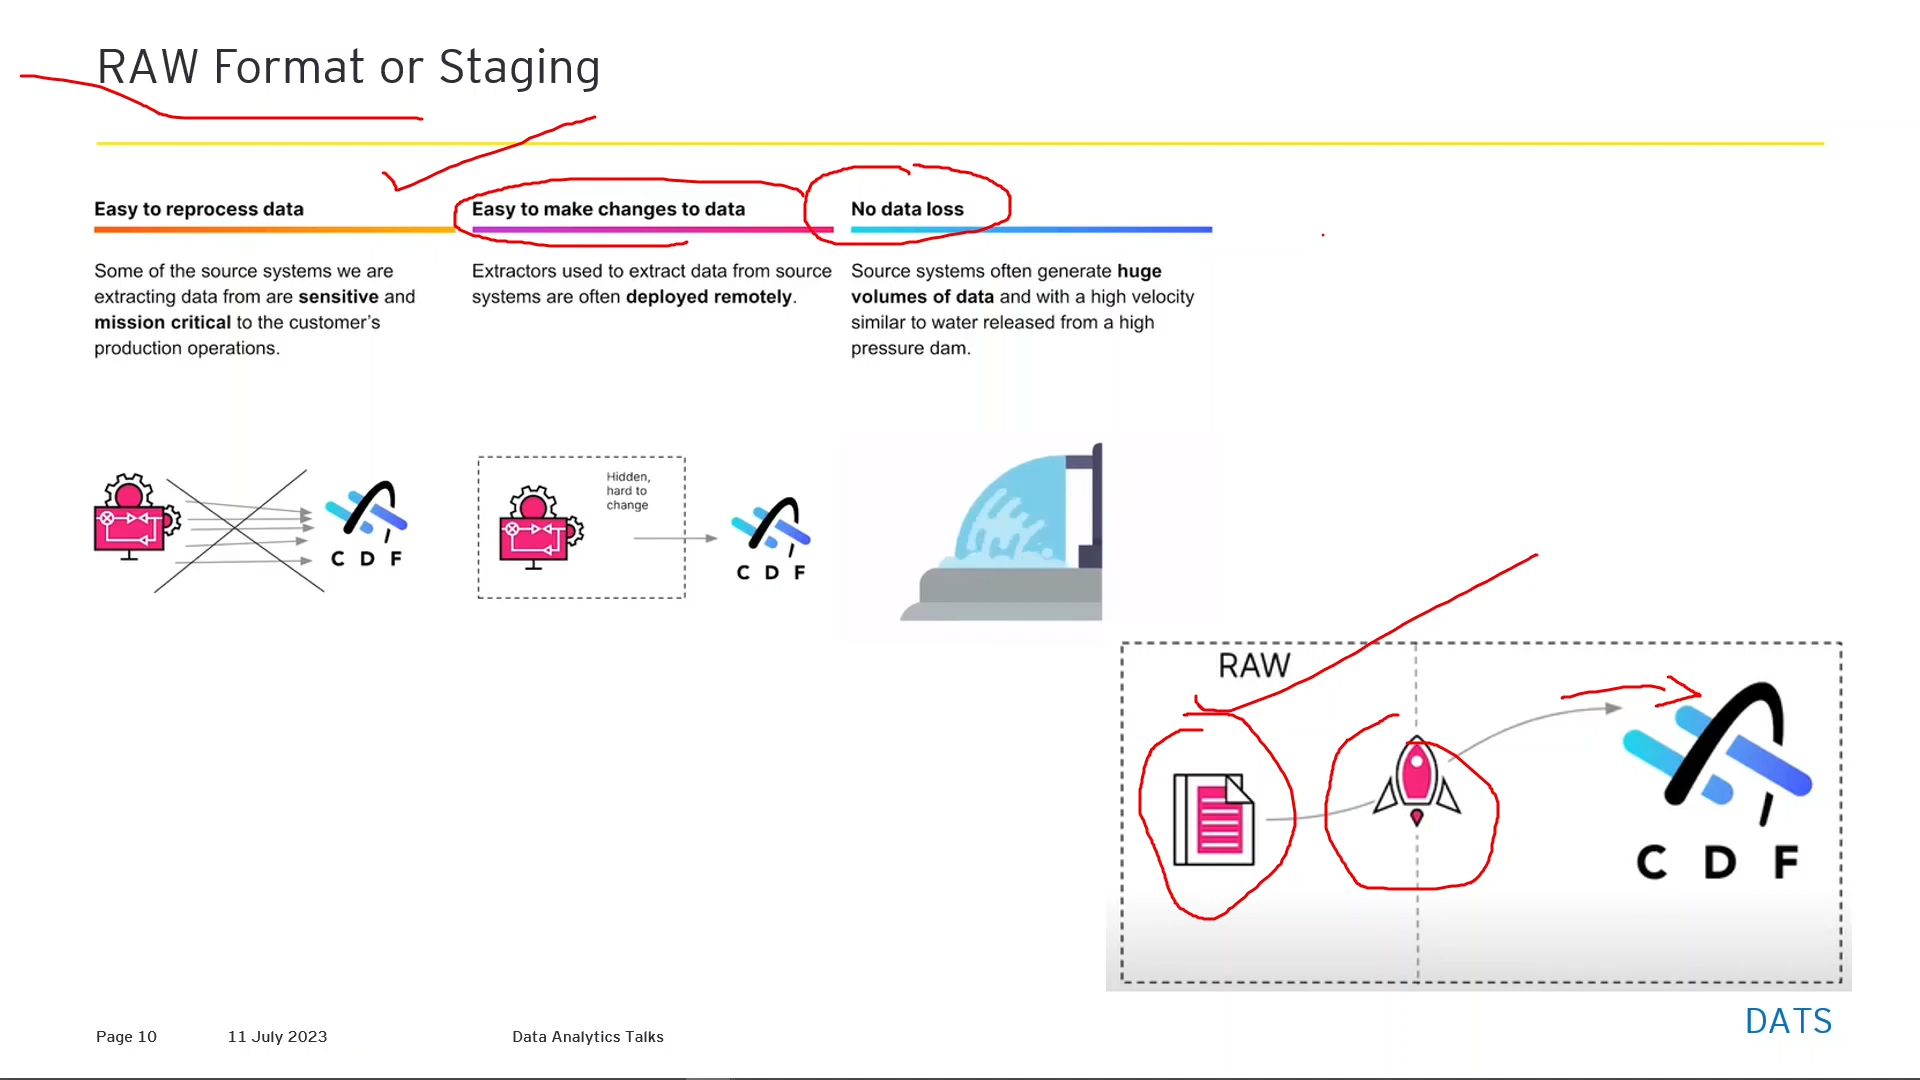 RAW Format or Staging
Easy to reprocess data
Some of the source systems we are
extracting data from are sensitive and
mission critical to the customer’s
production operations.
Easy to make changes to data
Extractors used to extract data from source
systems are often deployed remotely.
No data loss
Source systems often generate huge
volumes of data and with a high velocity
similar to water released from a high
pressure dam.
C D F
Hidden,
hard to
change
C D F
RAW
C D F
DATS
Page 10
11 July 2023
Data Analytics Talks